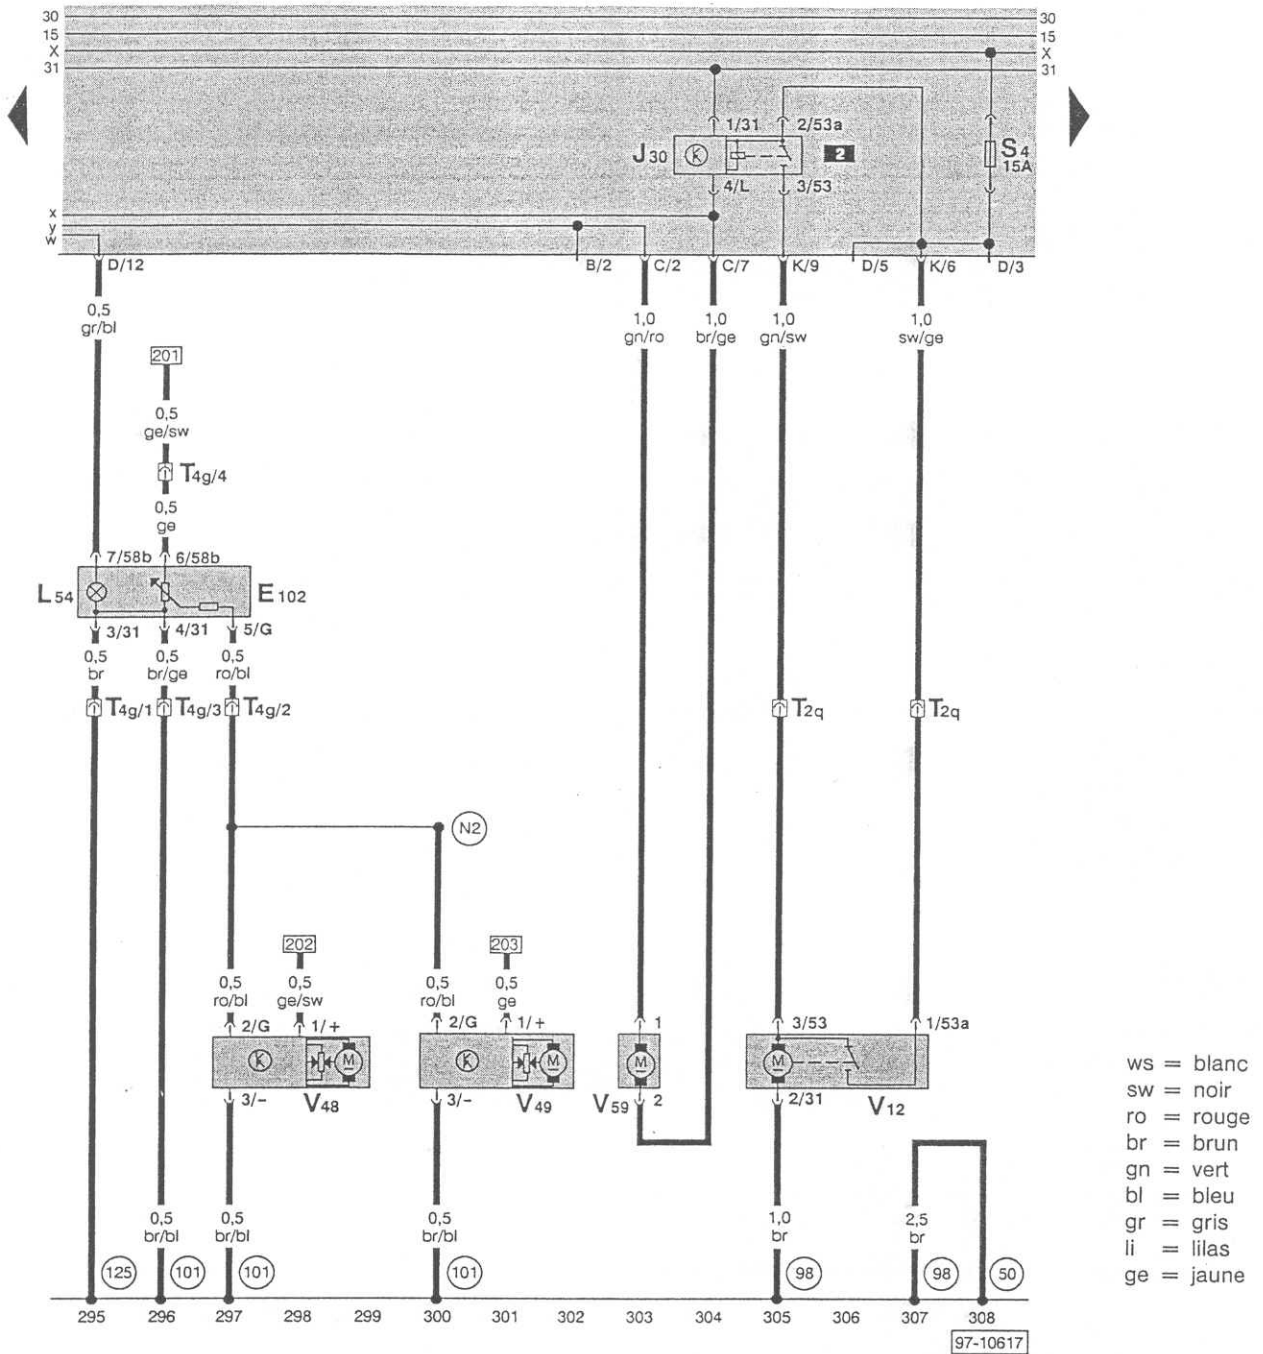 30 30
15 15
X X
31 31
1/31 2/53a
J30 2 S4
15A
4/L 3/53
x
y
w
D/12 B/2 C/2 C/7 K/9 D/5 K/6 D/3
0,5
gr/bl
1,0 1,0 1,0 1,0
gn/ro br/ge gn/sw sw/ge
201
0,5
ge/sw
T4g/4
0,5
ge
7/58b 6/58b
L54 E102
3/31 4/31 5/G
0,5 0,5 0,5
br br/ge ro/bl
T4g/1 T4g/3 T4g/2 T2q T2q
N2
202 203
0,5 0,5 0,5 0,5
ro/bl ge/sw ro/bl ge
2/G 1/+ 2/G 1/+ 1 3/53 1/53a
M M M M
3/- V48 3/- V49 V59 2 2/31 V12
ws = blanc
sw = noir
ro = rouge
br = brun
gn = vert
bl = bleu
gr = gris
li = lilas
ge = jaune
0,5 0,5 0,5 1,0 2,5
br/bl br/bl br/bl br br
125 101 101 101 98 98 50
295 296 297 298 299 300 301 302 303 304 305 306 307 308
97-10617